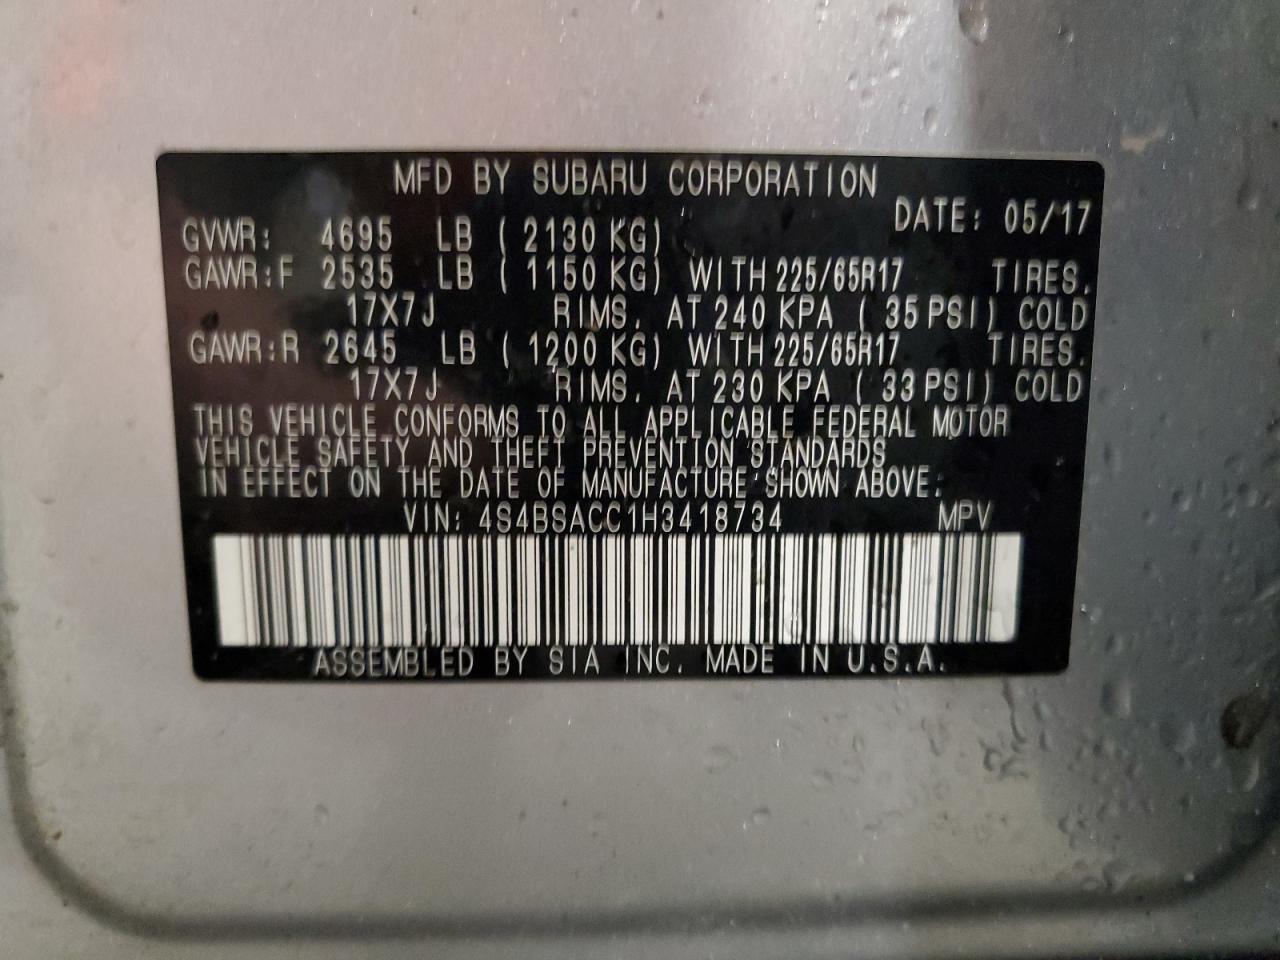 MFD BY SUBARU CORPORATION
DATE: 05/17
GVWR: 4695 LB ( 2130 KG)
GAWR:F 2535 LB ( 1150 KG) WITH 225/65R17 TIRES.
17X7J RIMS. AT 240 KPA ( 35 PSI) COLD
GAWR:R 2645 LB ( 1200 KG) WITH 225/65R17 TIRES.
17X7J RIMS. AT 230 KPA ( 33 PSI) COLD
THIS VEHICLE CONFORMS TO ALL APPLICABLE FEDERAL MOTOR
VEHICLE SAFETY AND THEFT PREVENTION STANDARDS
IN EFFECT ON THE DATE OF MANUFACTURE SHOWN ABOVE.
VIN: 4S4BSACC1H3418734 MPV
ASSEMBLED BY SIA INC. MADE IN U.S.A.